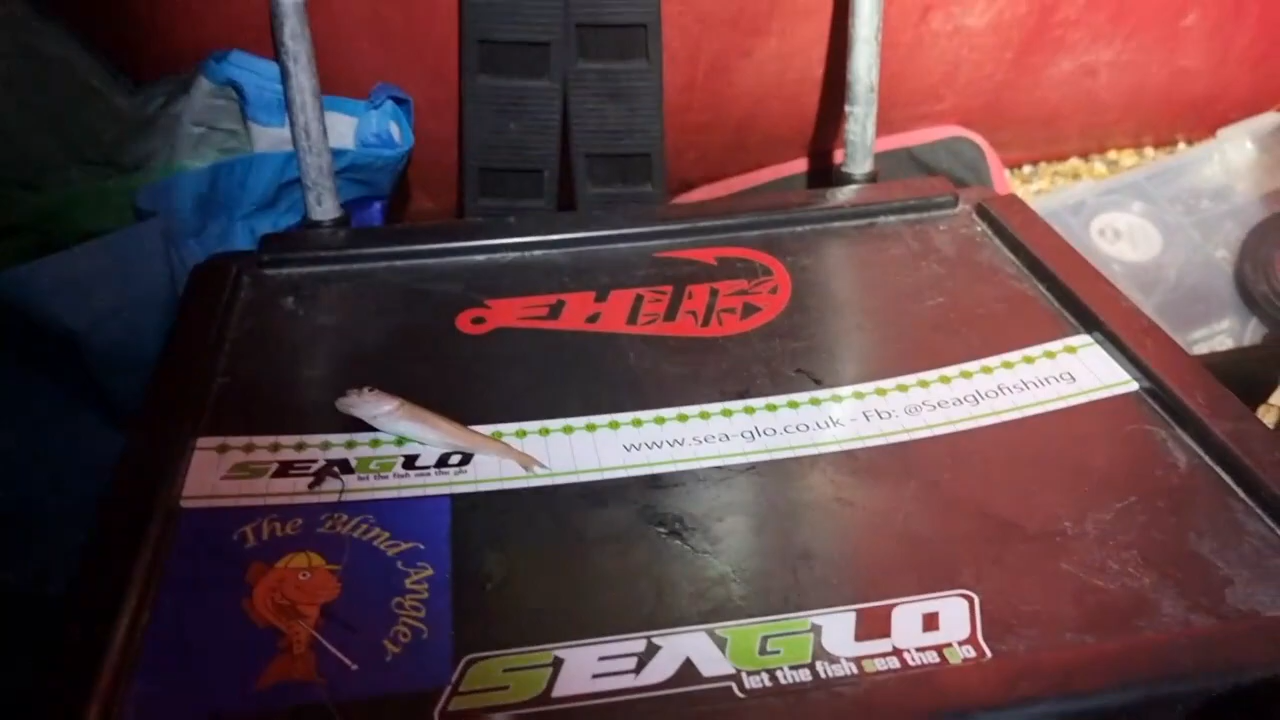 www.sea-glo.co.uk - Fb: @Seaglofishing
SEAGLO
let the fish sea the glo
The Blind Angler
SEAGLO
let the fish sea the glo